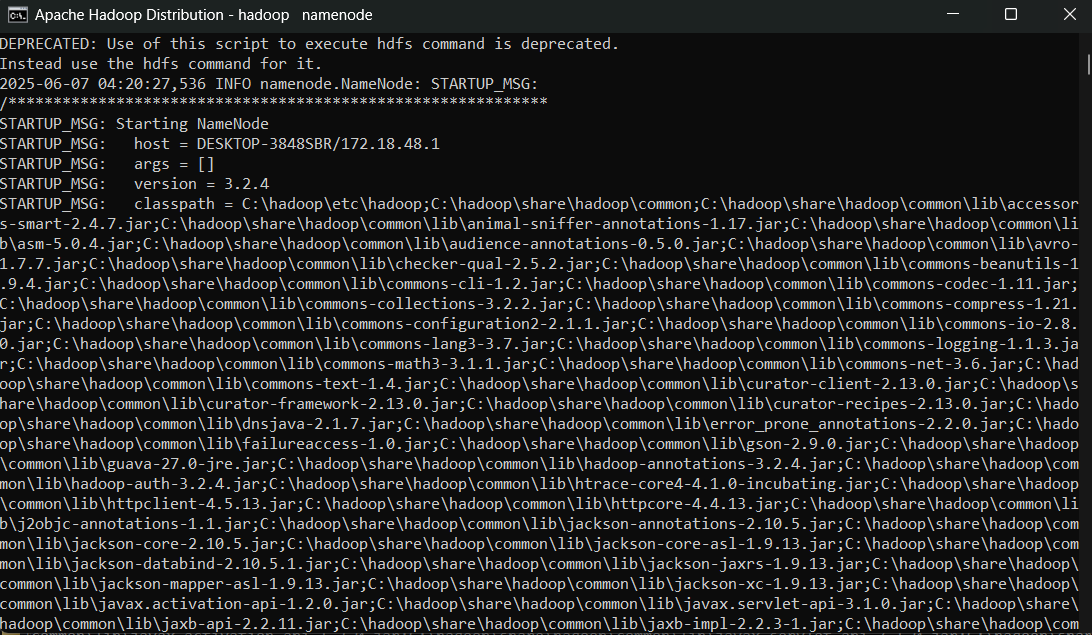 Apache Hadoop Distribution - hadoop   namenode
DEPRECATED: Use of this script to execute hdfs command is deprecated.
Instead use the hdfs command for it.
2025-06-07 04:20:27,536 INFO namenode.NameNode: STARTUP_MSG:
/************************************************************
STARTUP_MSG: Starting NameNode
STARTUP_MSG:   host = DESKTOP-3848SBR/172.18.48.1
STARTUP_MSG:   args = []
STARTUP_MSG:   version = 3.2.4
STARTUP_MSG:   classpath = C:\hadoop\etc\hadoop;C:\hadoop\share\hadoop\common;C:\hadoop\share\hadoop\common\lib\accessor
s-smart-2.4.7.jar;C:\hadoop\share\hadoop\common\lib\animal-sniffer-annotations-1.17.jar;C:\hadoop\share\hadoop\common\li
b\asm-5.0.4.jar;C:\hadoop\share\hadoop\common\lib\audience-annotations-0.5.0.jar;C:\hadoop\share\hadoop\common\lib\avro-
1.7.7.jar;C:\hadoop\share\hadoop\common\lib\checker-qual-2.5.2.jar;C:\hadoop\share\hadoop\common\lib\commons-beanutils-1
.9.4.jar;C:\hadoop\share\hadoop\common\lib\commons-cli-1.2.jar;C:\hadoop\share\hadoop\common\lib\commons-codec-1.11.jar;
C:\hadoop\share\hadoop\common\lib\commons-collections-3.2.2.jar;C:\hadoop\share\hadoop\common\lib\commons-compress-1.21.
jar;C:\hadoop\share\hadoop\common\lib\commons-configuration2-2.1.1.jar;C:\hadoop\share\hadoop\common\lib\commons-io-2.8.
0.jar;C:\hadoop\share\hadoop\common\lib\commons-lang3-3.7.jar;C:\hadoop\share\hadoop\common\lib\commons-logging-1.1.3.ja
r;C:\hadoop\share\hadoop\common\lib\commons-math3-3.1.1.jar;C:\hadoop\share\hadoop\common\lib\commons-net-3.6.jar;C:\had
oop\share\hadoop\common\lib\commons-text-1.4.jar;C:\hadoop\share\hadoop\common\lib\curator-client-2.13.0.jar;C:\hadoop\s
hare\hadoop\common\lib\curator-framework-2.13.0.jar;C:\hadoop\share\hadoop\common\lib\curator-recipes-2.13.0.jar;C:\hado
op\share\hadoop\common\lib\dnsjava-2.1.7.jar;C:\hadoop\share\hadoop\common\lib\error_prone_annotations-2.2.0.jar;C:\hado
op\share\hadoop\common\lib\failureaccess-1.0.jar;C:\hadoop\share\hadoop\common\lib\gson-2.9.0.jar;C:\hadoop\share\hadoop
\common\lib\guava-27.0-jre.jar;C:\hadoop\share\hadoop\common\lib\hadoop-annotations-3.2.4.jar;C:\hadoop\share\hadoop\com
mon\lib\hadoop-auth-3.2.4.jar;C:\hadoop\share\hadoop\common\lib\htrace-core4-4.1.0-incubating.jar;C:\hadoop\share\hadoop
\common\lib\httpclient-4.5.13.jar;C:\hadoop\share\hadoop\common\lib\httpcore-4.4.13.jar;C:\hadoop\share\hadoop\common\li
b\j2objc-annotations-1.1.jar;C:\hadoop\share\hadoop\common\lib\jackson-annotations-2.10.5.jar;C:\hadoop\share\hadoop\com
mon\lib\jackson-core-2.10.5.jar;C:\hadoop\share\hadoop\common\lib\jackson-core-asl-1.9.13.jar;C:\hadoop\share\hadoop\com
mon\lib\jackson-databind-2.10.5.1.jar;C:\hadoop\share\hadoop\common\lib\jackson-jaxrs-1.9.13.jar;C:\hadoop\share\hadoop\
common\lib\jackson-mapper-asl-1.9.13.jar;C:\hadoop\share\hadoop\common\lib\jackson-xc-1.9.13.jar;C:\hadoop\share\hadoop\
common\lib\javax.activation-api-1.2.0.jar;C:\hadoop\share\hadoop\common\lib\javax.servlet-api-3.1.0.jar;C:\hadoop\share\
hadoop\common\lib\jaxb-api-2.2.11.jar;C:\hadoop\share\hadoop\common\lib\jaxb-impl-2.2.3-1.jar;C:\hadoop\share\hadoop\com